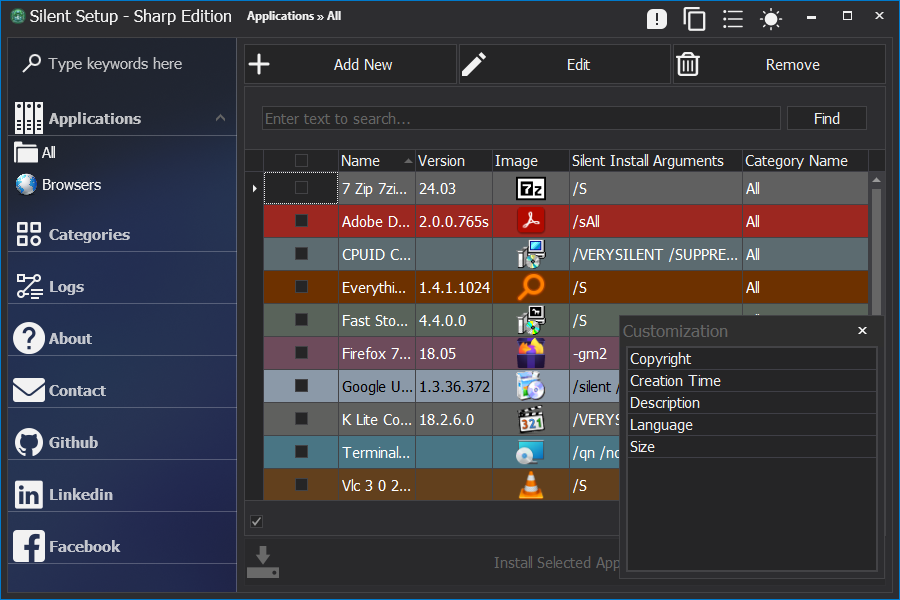 Silent Setup - Sharp Edition
Applications » All
Type keywords here
Applications
All
Browsers
Categories
Logs
About
Contact
Github
Linkedin
Facebook
Add New
Edit
Remove
Enter text to search...
Find
Name Version Image Silent Install Arguments Category Name
7 Zip 7zi... 24.03 7z /S All
Adobe D... 2.0.0.765s /sAll All
CPUID C... /VERYSILENT /SUPPRE... All
Everythi... 1.4.1.1024 /S All
Fast Sto... 4.4.0.0 /S
Firefox 7... 18.05 -gm2
Google U... 1.3.36.372 /silent /
K Lite Co... 18.2.6.0 321 /VERYS
Terminal... /qn /no
Vlc 3 0 2... /S
Install Selected App
Customization
Copyright
Creation Time
Description
Language
Size